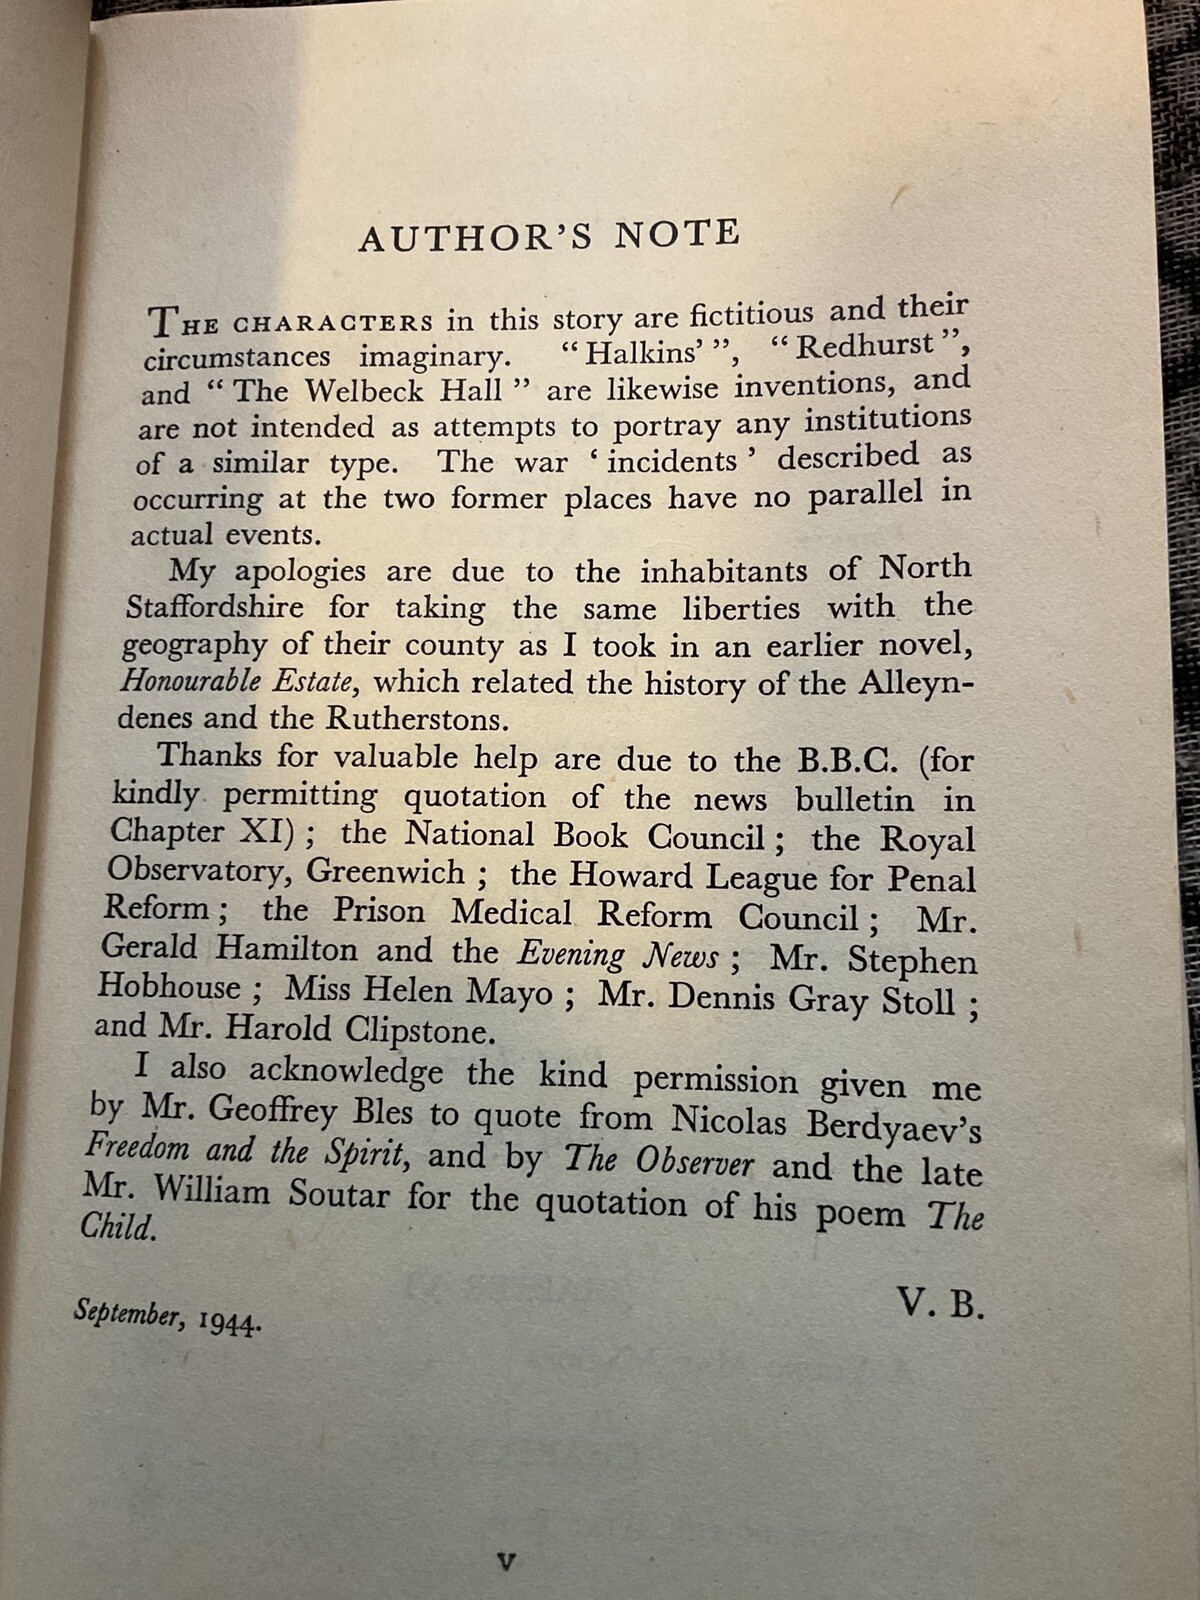 AUTHOR'S NOTE
THE CHARACTERS in this story are fictitious and their
circumstances imaginary. “Halkins’”, “Redhurst”,
and “The Welbeck Hall” are likewise inventions, and
are not intended as attempts to portray any institutions
of a similar type. The war ‘incidents’ described as
occurring at the two former places have no parallel in
actual events.
My apologies are due to the inhabitants of North
Staffordshire for taking the same liberties with the
geography of their county as I took in an earlier novel,
Honourable Estate, which related the history of the Alleyn-
denes and the Rutherstons.
Thanks for valuable help are due to the B.B.C. (for
kindly permitting quotation of the news bulletin in
Chapter XI) ; the National Book Council ; the Royal
Observatory, Greenwich ; the Howard League for Penal
Reform ; the Prison Medical Reform Council ; Mr.
Gerald Hamilton and the Evening News ; Mr. Stephen
Hobhouse ; Miss Helen Mayo ; Mr. Dennis Gray Stoll ;
and Mr. Harold Clipstone.
I also acknowledge the kind permission given me
by Mr. Geoffrey Bles to quote from Nicolas Berdyaev's
Freedom and the Spirit, and by The Observer and the late
Mr. William Soutar for the quotation of his poem The
Child.
V. B.
September, 1944.
v